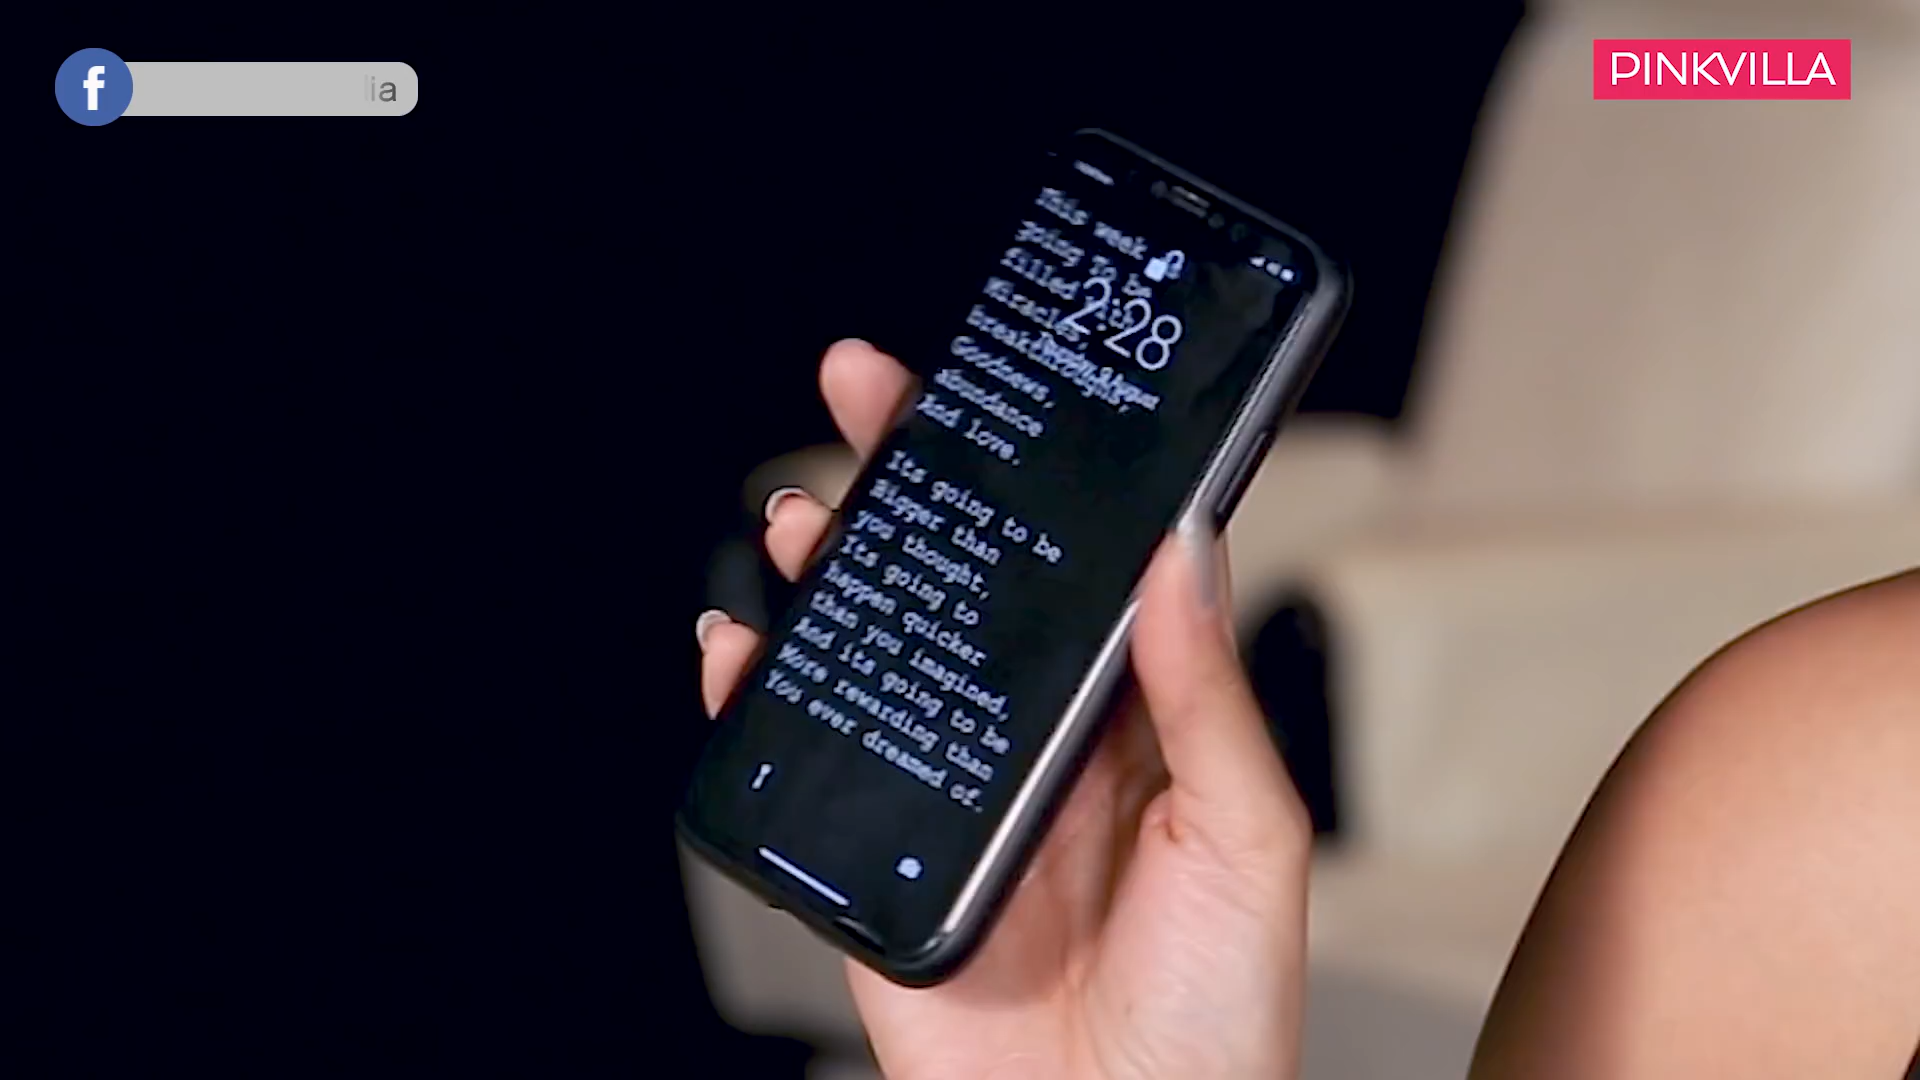 f
lia
PINKVILLA
This week
going To be
filled with
Miracles,
Breakthroughs,
Goodnews,
Abundance
And love.
2:28
Its going to be
Bigger than
you thought,
Its going to
happen quicker
than you imagined,
And its going to be
More rewarding than
You ever dreamed of.